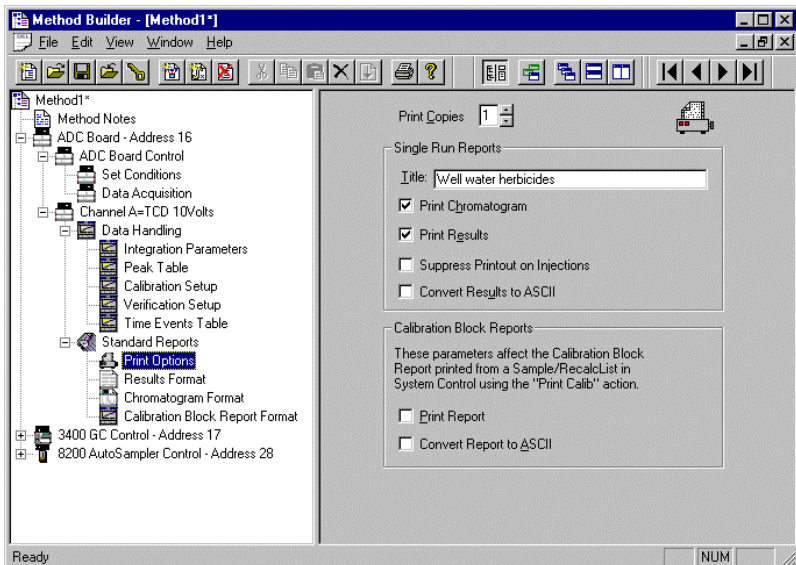 Method Builder - [Method1*]
File Edit View Window Help
Method1*
Method Notes
ADC Board - Address 16
ADC Board Control
Set Conditions
Data Acquisition
Channel A=TCD 10Volts
Data Handling
Integration Parameters
Peak Table
Calibration Setup
Verification Setup
Time Events Table
Standard Reports
Print Options
Results Format
Chromatogram Format
Calibration Block Report Format
3400 GC Control - Address 17
8200 AutoSampler Control - Address 28
Print Copies 1
Single Run Reports
Title: Well water herbicides
Print Chromatogram
Print Results
Suppress Printout on Injections
Convert Results to ASCII
Calibration Block Reports
These parameters affect the Calibration Block
Report printed from a Sample/RecalcList in
System Control using the "Print Calib" action.
Print Report
Convert Report to ASCII
Ready NUM